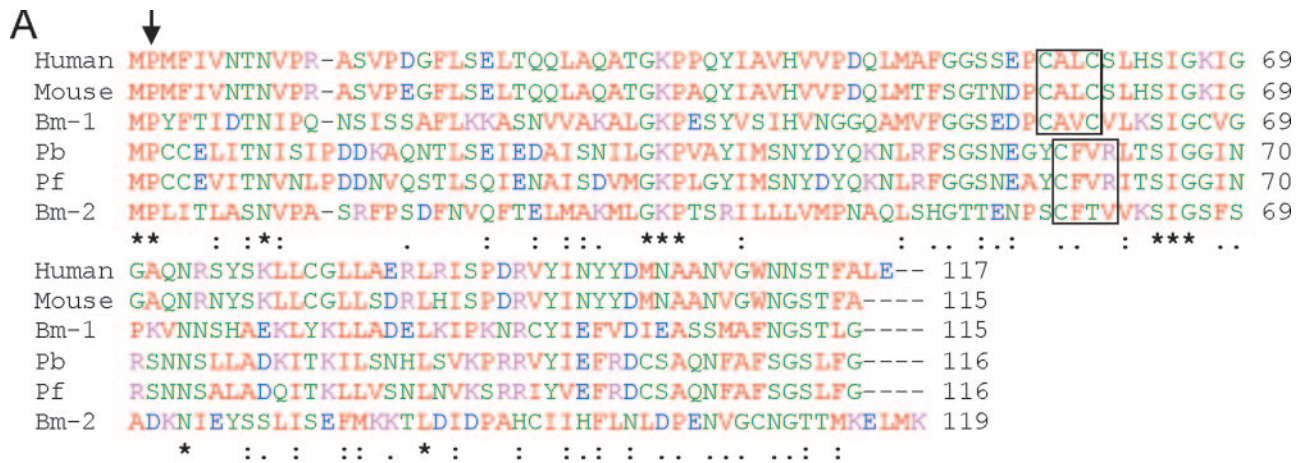 A
Human MPMFIVNTNVPR-ASVPDGFLSELTQQLAQATGKPPQYIAVHVVPDQLMAFGGSSEPCALCSLHSIGKIG 69
Mouse MPMFIVNTNVPR-ASVPEGFLSELTQQLAQATGKPAQYIAVHVVPDQLMTFSGTNDPCALCSLHSIGKIG 69
Bm-1 MPYFTIDTNIPQ-NSISSAFLKKASNVVAKALGKPESYVSIHVNGGQAMVFGGSEDPCAVCVLKSIGCVG 69
Pb MPCCELITNISIPDDKAQNTLSEIEDAISNILGKPVAYIMSNYDYQKNLRFSGSNEGYCFVRLTSIGGIN 70
Pf MPCCEVITNVNLPDDNVQSTLSQIENAISDVMGKPLGYIMSNYDYQKNLRFGGSNEAYCFVRITSIGGIN 70
Bm-2 MPLITLASNVPA-SRFPSDFNVQFTELMAKMLGKPTSRILLLVMPNAQLSHGTTENPSCFTVVKSIGSFS 69
** : :*: . : : ::. *** : : .. :.: .. : *** ..
Human GAQNRSYSKLLCGLLAERLRISPDRVYINYYDMNAANVGWNNSTFALE-- 117
Mouse GAQNRNYSKLLCGLLSDRLHISPDRVYINYYDMNAANVGWNGSTFA---- 115
Bm-1 PKVNNSHAEKLYKLLADELKIPKNRCYIEFVDIEASSMAFNGSTLG---- 115
Pb RSNNSLLADKITKILSNHLSVKPRRVYIEFRDCSAQNFAFSGSLFG---- 116
Pf RSNNSALADQITKLLVSNLNVKSRRIYVEFRDCSAQNFAFSGSLFG---- 116
Bm-2 ADKNIEYSSLISEFMKKTLDIDPAHCIIHFLNLDPENVGCNGTTMKELMK 119
* :. : :: . * : : :.: : . ... ..: :